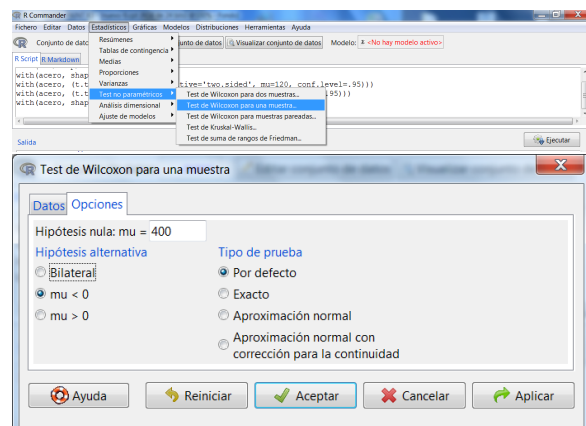 R Commander
Fichero Editar Datos Estadísticos Gráficas Modelos Distribuciones Herramientas Ayuda
Conjunto de dato
Resúmenes
unto de datos
Visualizar conjunto de datos
Modelo: Σ <No hay modelo activo>
Tablas de contingencia
R Script R Markdown
Medias
Proporciones
with(acero, shap
Varianzas
with(acero, (t.t
tive='two.sided', mu=120, conf.level=.95)))
with(acero, (t.t
Test no paramétricos
Test de Wilcoxon para dos muestras...
95)))
with(acero, shap
Análisis dimensional
Test de Wilcoxon para una muestra...
Ajuste de modelos
Test de Wilcoxon para muestras pareadas...
Test de Kruskal-Wallis...
Test de suma de rangos de Friedman...
Salida
Ejecutar
Test de Wilcoxon para una muestra
Datos Opciones
Hipótesis nula: mu = 400
Hipótesis alternativa
Tipo de prueba
Bilateral
Por defecto
mu < 0
Exacto
mu > 0
Aproximación normal
Aproximación normal con
corrección para la continuidad
Ayuda
Reiniciar
Aceptar
Cancelar
Aplicar